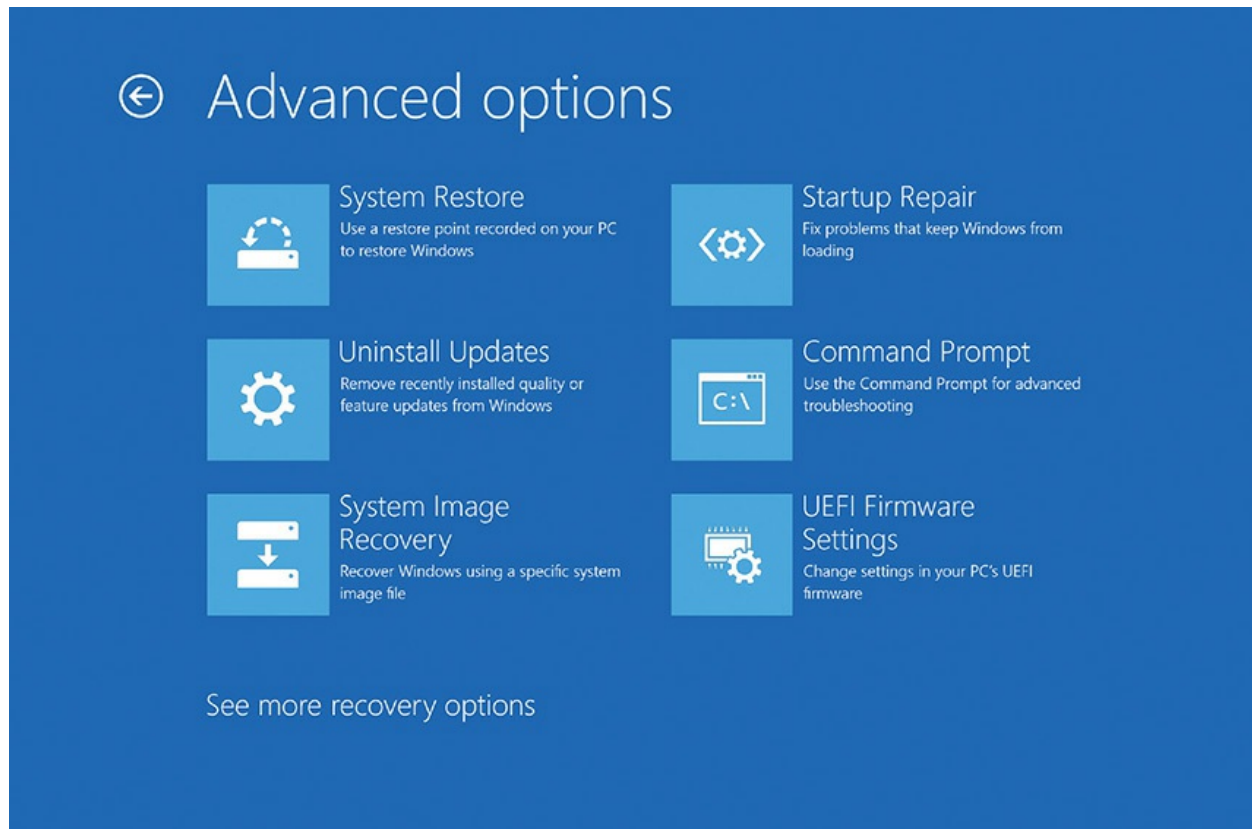 Advanced options
System Restore
Use a restore point recorded on your PC
to restore Windows
Startup Repair
Fix problems that keep Windows from
loading
Uninstall Updates
Remove recently installed quality or
feature updates from Windows
Command Prompt
Use the Command Prompt for advanced
troubleshooting
C:\
System Image
Recovery
Recover Windows using a specific system
image file
UEFI Firmware
Settings
Change settings in your PC's UEFI
firmware
See more recovery options